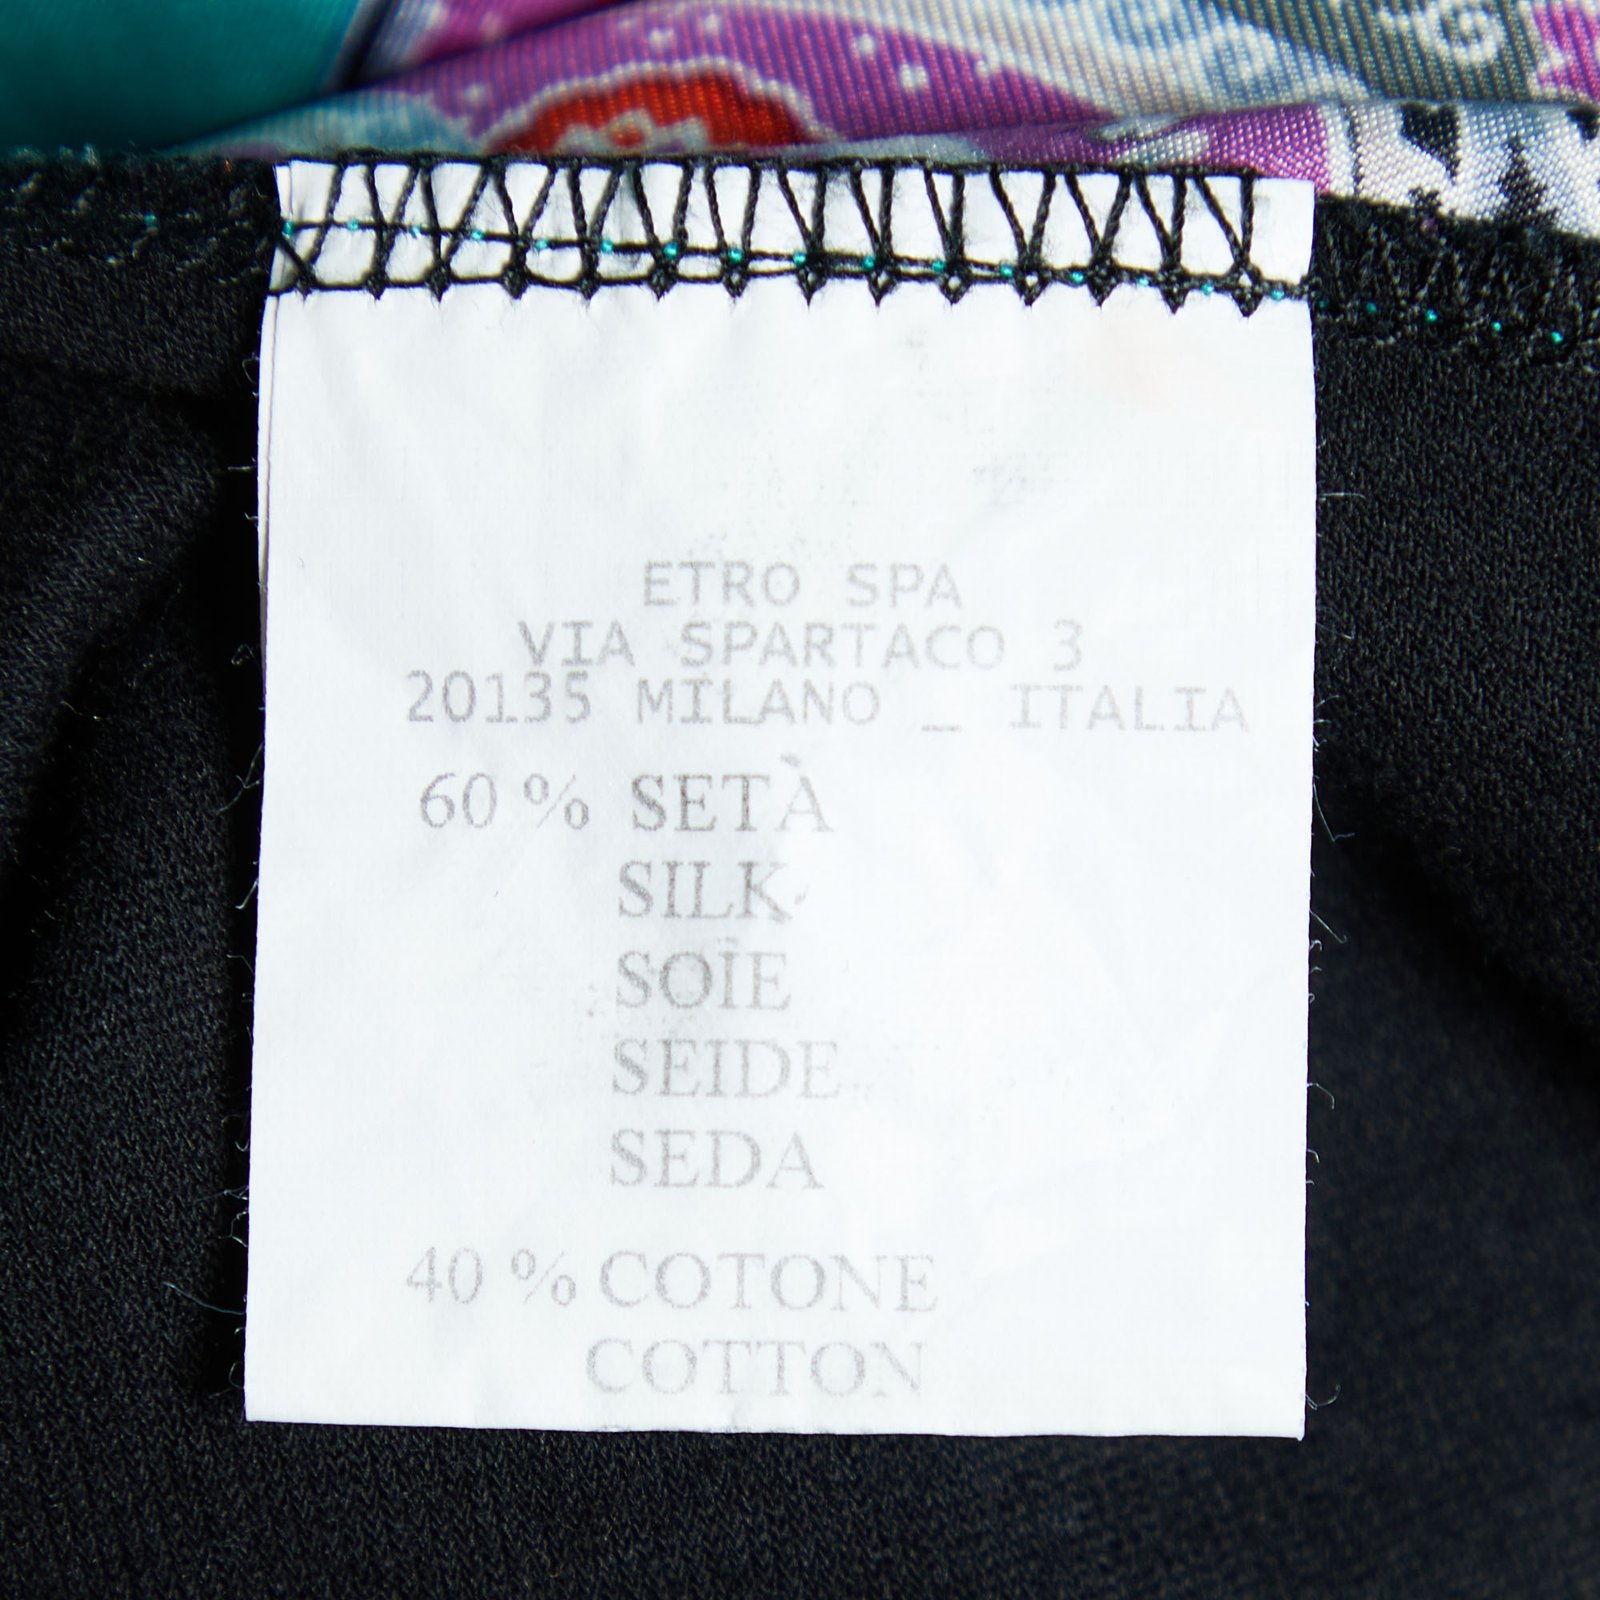 ETRO SPA
VIA SPARTACO 3
20135 MILANO _ ITALIA
60 % SETÀ
SILK
SOIE
SEIDE
SEDA
40 % COTONE
COTTON